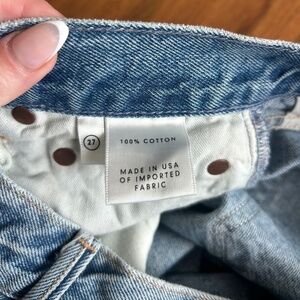 27
100% COTTON
MADE IN USA
OF IMPORTED
FABRIC